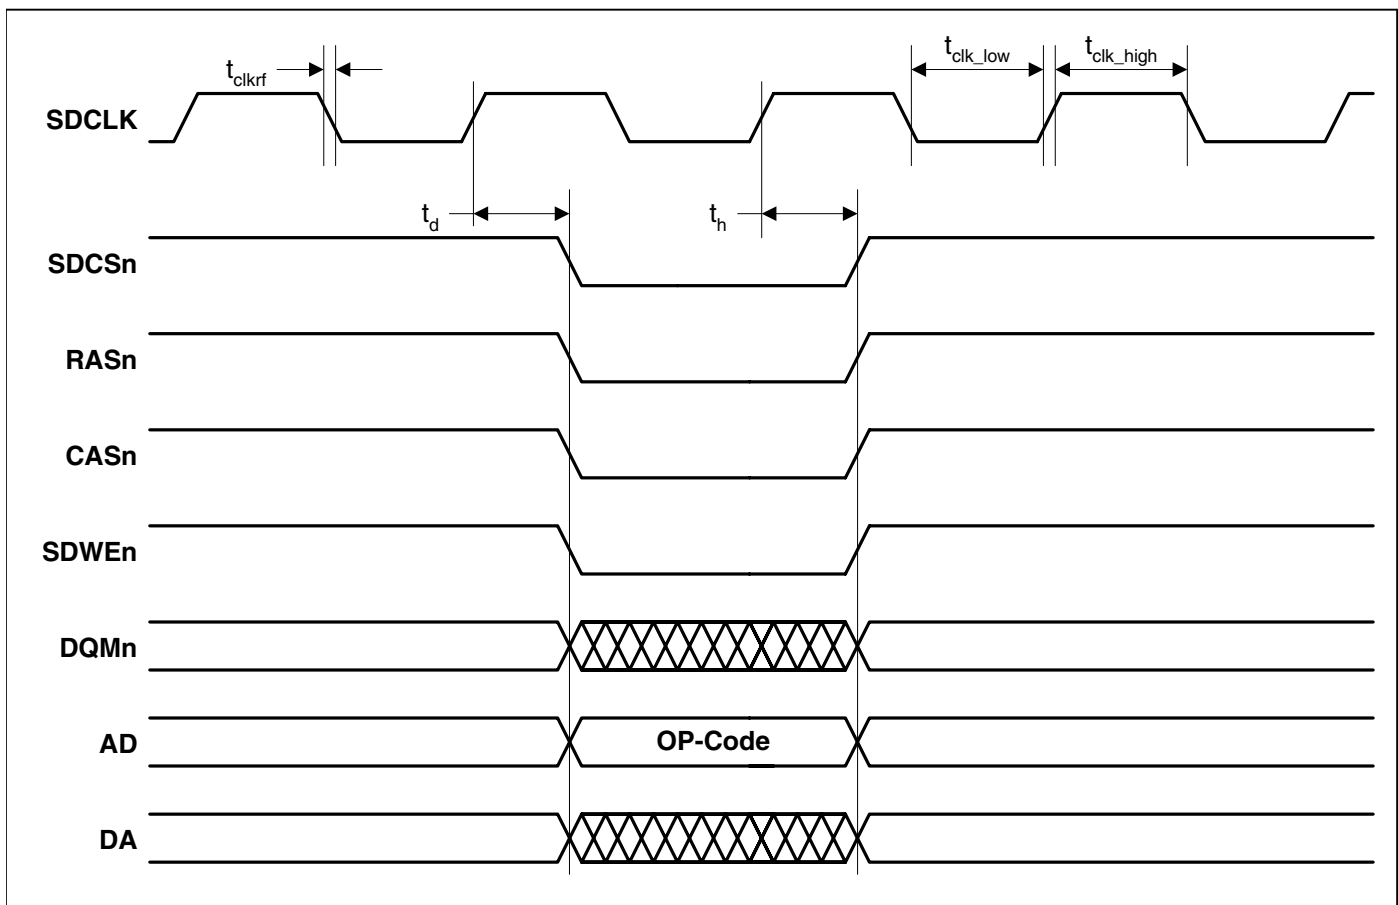 t_clkrf
t_clk_low
t_clk_high
SDCLK
t_d
t_h
SDCSn
RASn
CASn
SDWEn
DQMn
AD
OP-Code
DA